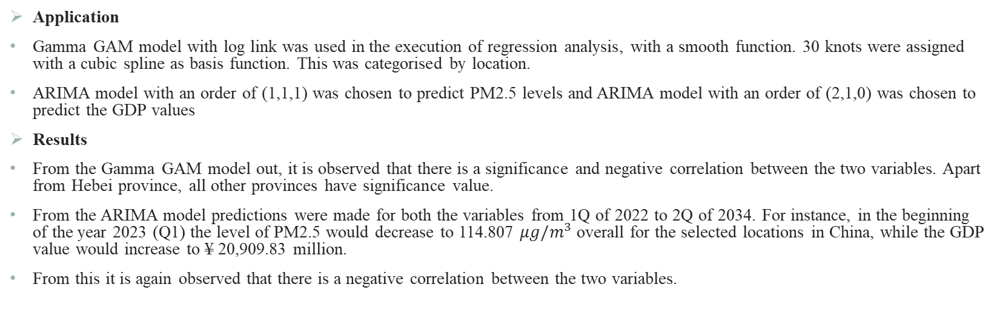 ➢ Application
• Gamma GAM model with log link was used in the execution of regression analysis, with a smooth function. 30 knots were assigned
with a cubic spline as basis function. This was categorised by location.
• ARIMA model with an order of (1,1,1) was chosen to predict PM2.5 levels and ARIMA model with an order of (2,1,0) was chosen to
predict the GDP values
➢ Results
• From the Gamma GAM model out, it is observed that there is a significance and negative correlation between the two variables. Apart
from Hebei province, all other provinces have significance value.
• From the ARIMA model predictions were made for both the variables from 1Q of 2022 to 2Q of 2034. For instance, in the beginning
of the year 2023 (Q1) the level of PM2.5 would decrease to 114.807 μg/m³ overall for the selected locations in China, while the GDP
value would increase to ¥ 20,909.83 million.
• From this it is again observed that there is a negative correlation between the two variables.